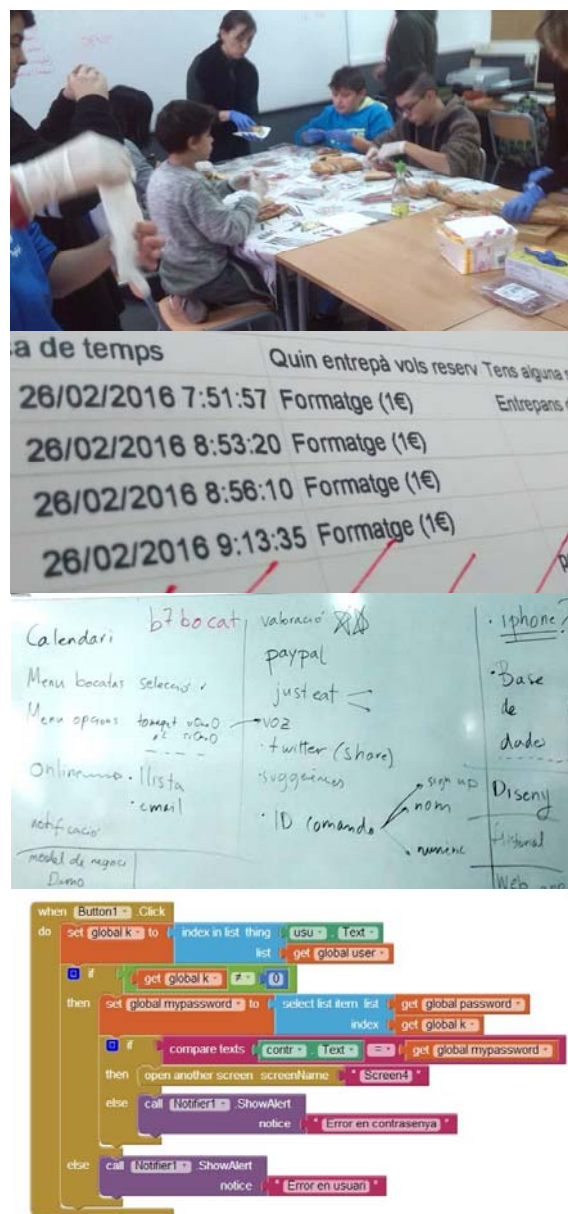 a de temps Quin entrepà vols reserv Tens alguna
26/02/2016 7:51:57 Formatge (1€) Entrepans
26/02/2016 8:53:20 Formatge (1€)
26/02/2016 8:56:10 Formatge (1€)
26/02/2016 9:13:35 Formatge (1€)
Calendari
b7 bocat
Menu bocatas selecció
Menu opcions tomaquet
Online
· llista
· email
notificació
model de negoci
valoració
paypal
just eat
voz
· twitter (share)
suggerències
· ID comanda
sign up
nom
numèric
· iphone?
· Base
de
dades
Diseny
Historial
Web app
when Button1 .Click
do set global k to index in list thing usu . Text
list get global user
if get global k ≠ 0
then set global mypassword to select list item list get global password
index get global k
if compare texts contr . Text = get global mypassword
then open another screen screenName " Screen4 "
else call Notifier1 .ShowAlert
notice " Error en contrasenya "
else call Notifier1 .ShowAlert
notice " Error en usuari "